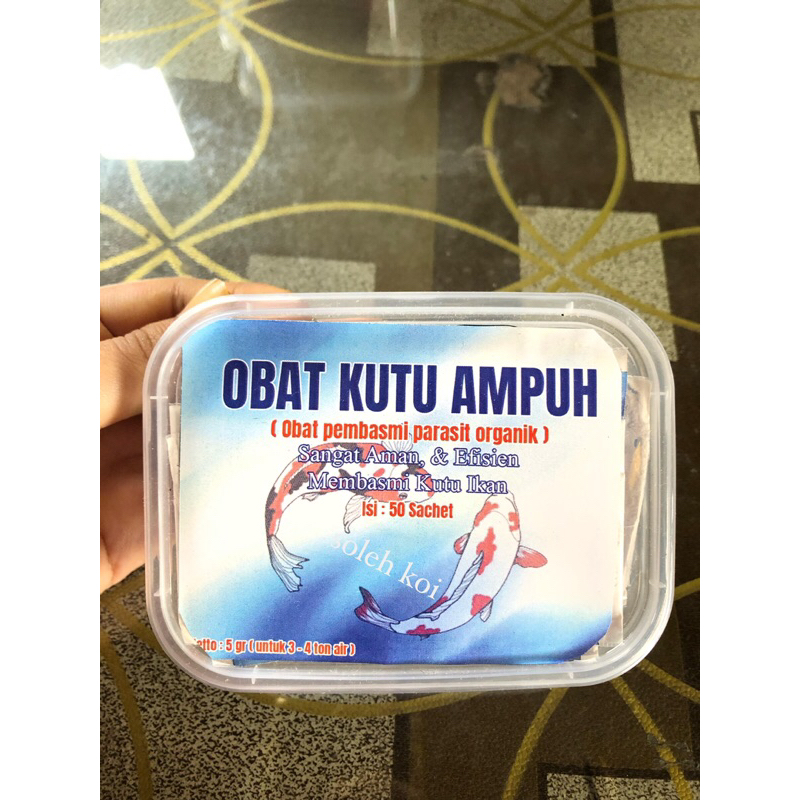 OBAT KUTU AMPUH
( Obat pembasmi parasit organik )
Sangat Aman, & Efisien
Membasmi Kutu Ikan
Isi : 50 Sachet
soleh koi
: 5 gr ( untuk 3 - 4 ton air )